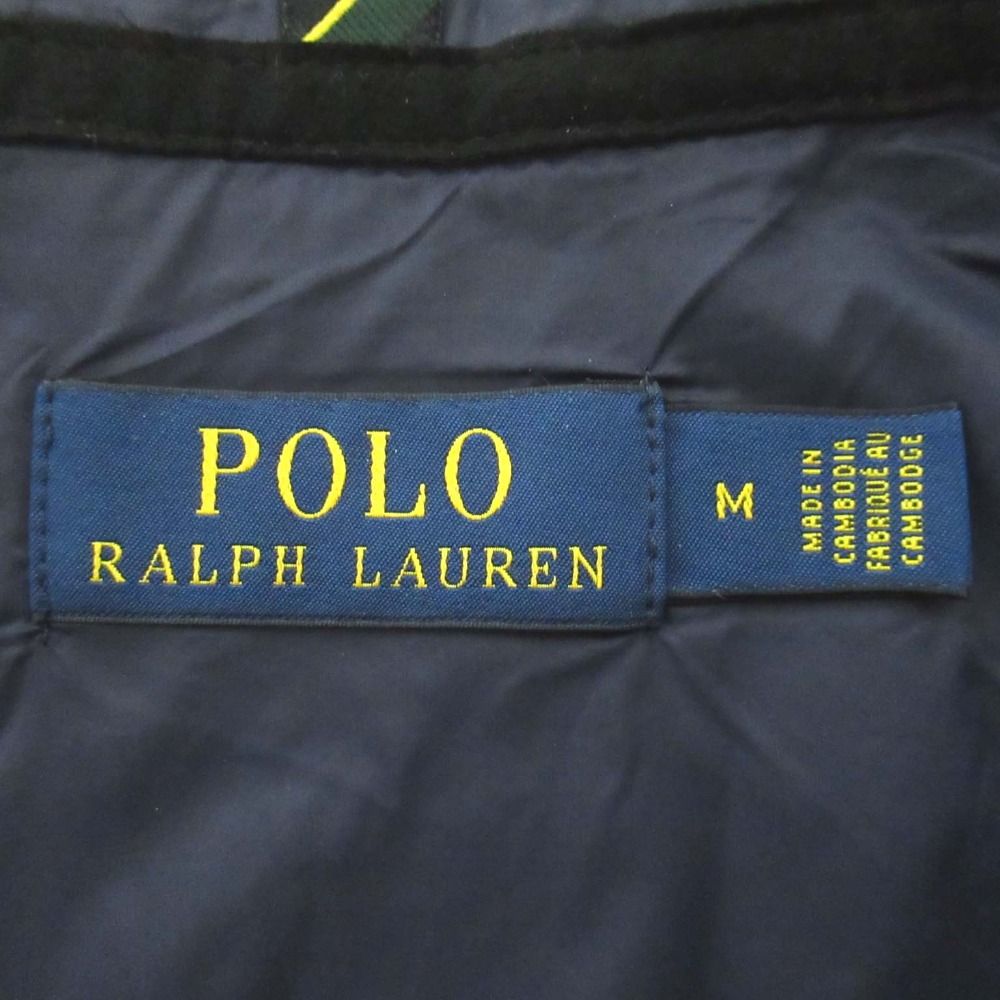 POLO
RALPH LAUREN
M
MADE IN
CAMBODIA
FABRIQUÉ AU
CAMBODGE